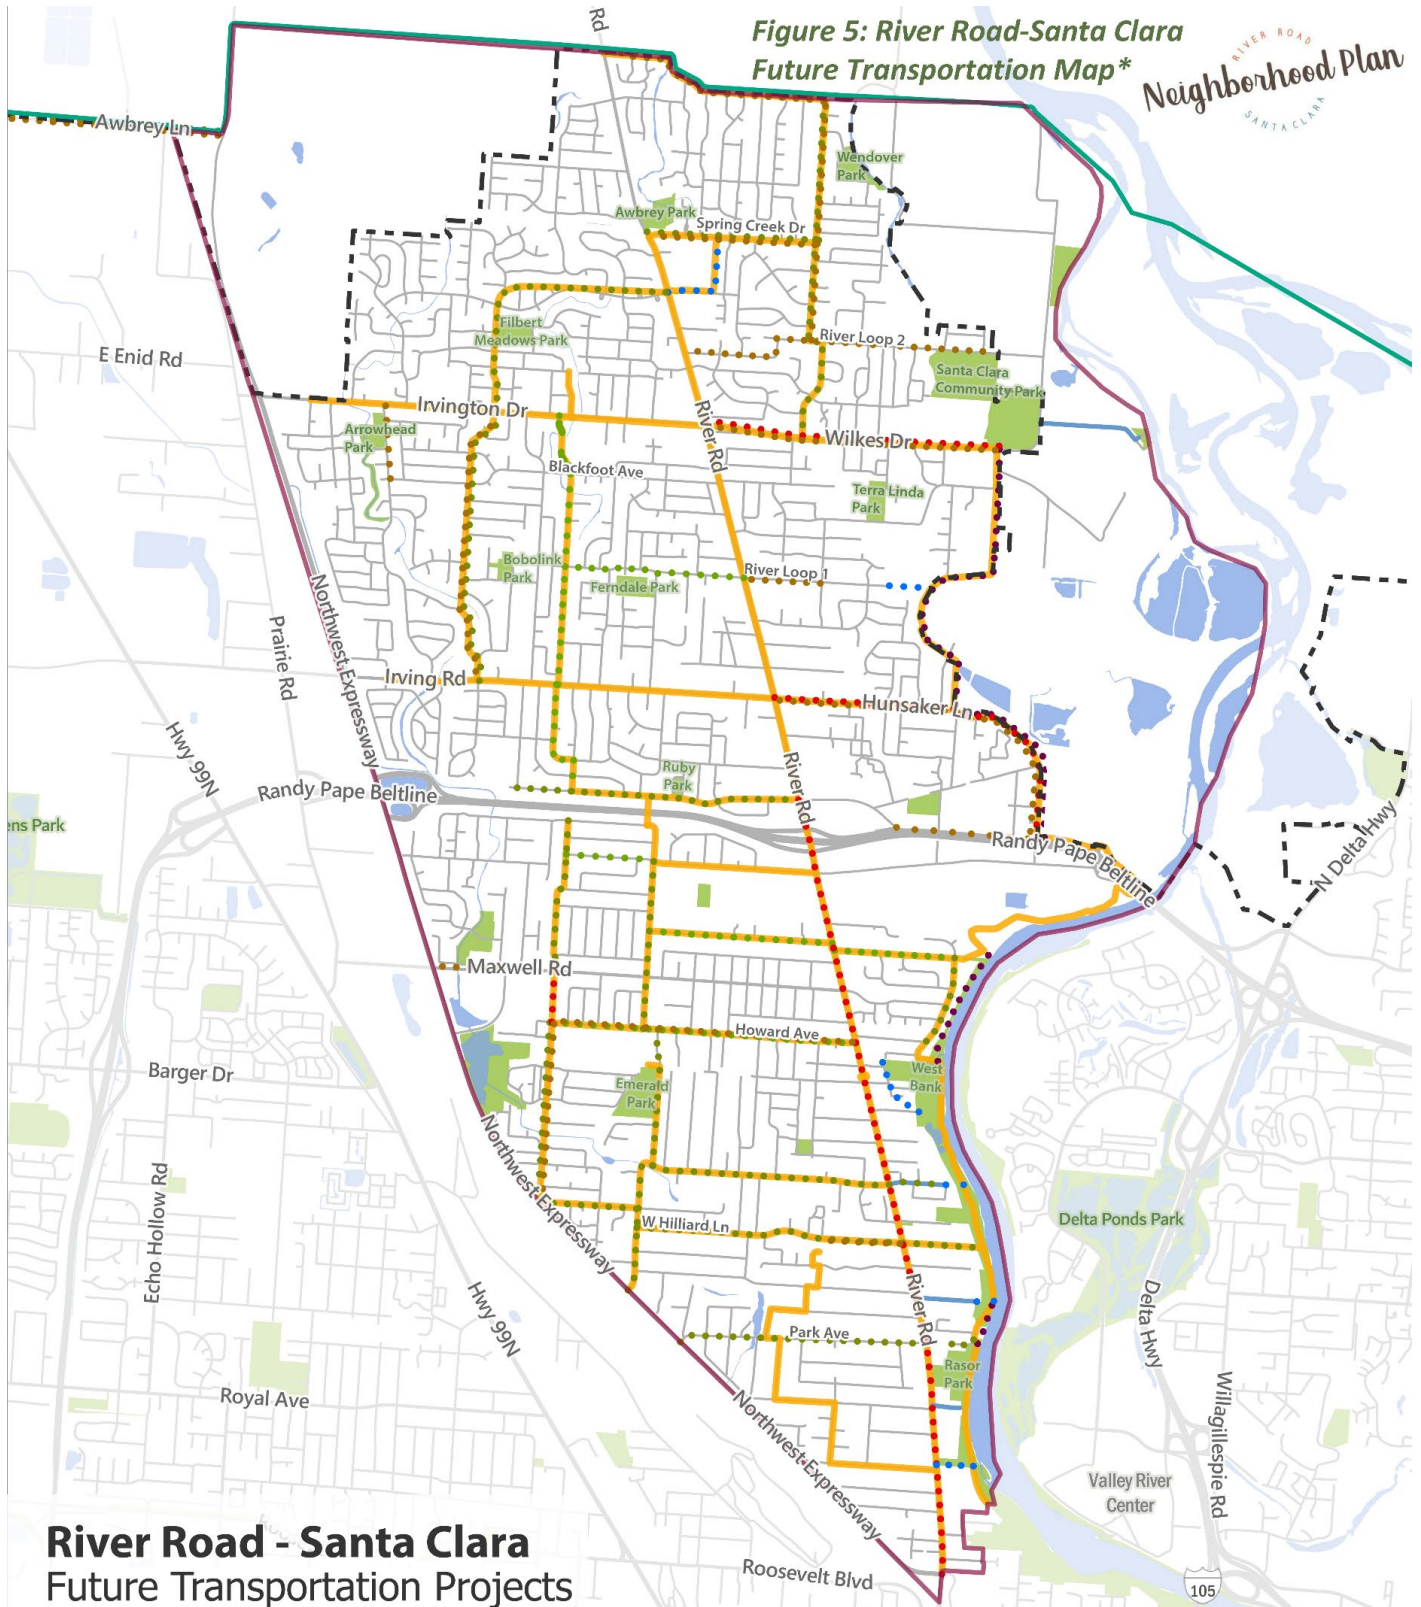 Rd
Figure 5: River Road-Santa Clara
Future Transportation Map*
RIVER ROAD
Neighborhood Plan
SANTA CLARA
Awbrey Ln
Wendover
Park
Awbrey Park
Spring Creek Dr
Filbert
Meadows Park
River Loop 2
E Enid Rd
Santa Clara
Community Park
Irvington Dr
River Rd
Arrowhead
Park
Wilkes Dr
Blackfoot Ave
Terra Linda
Park
Bobolink
Park
River Loop 1
Ferndale Park
Northwest Expressway
Prairie Rd
Irving Rd
Hunsaker Ln
Hwy 99N
Ruby
Park
River Rd
Randy Pape Beltline
ens Park
Randy Pape Beltline
N Delta Hwy
Maxwell Rd
Howard Ave
Barger Dr
West
Bank
Emerald
Park
Northwest Expressway
Echo Hollow Rd
W Hilliard Ln
Delta Ponds Park
Hwy 99N
River Rd
Delta Hwy
Park Ave
Rasor
Park
Royal Ave
Northwest Expressway
Willagillespie Rd
Valley River
Center
River Road - Santa Clara
Future Transportation Projects
Roosevelt Blvd
105